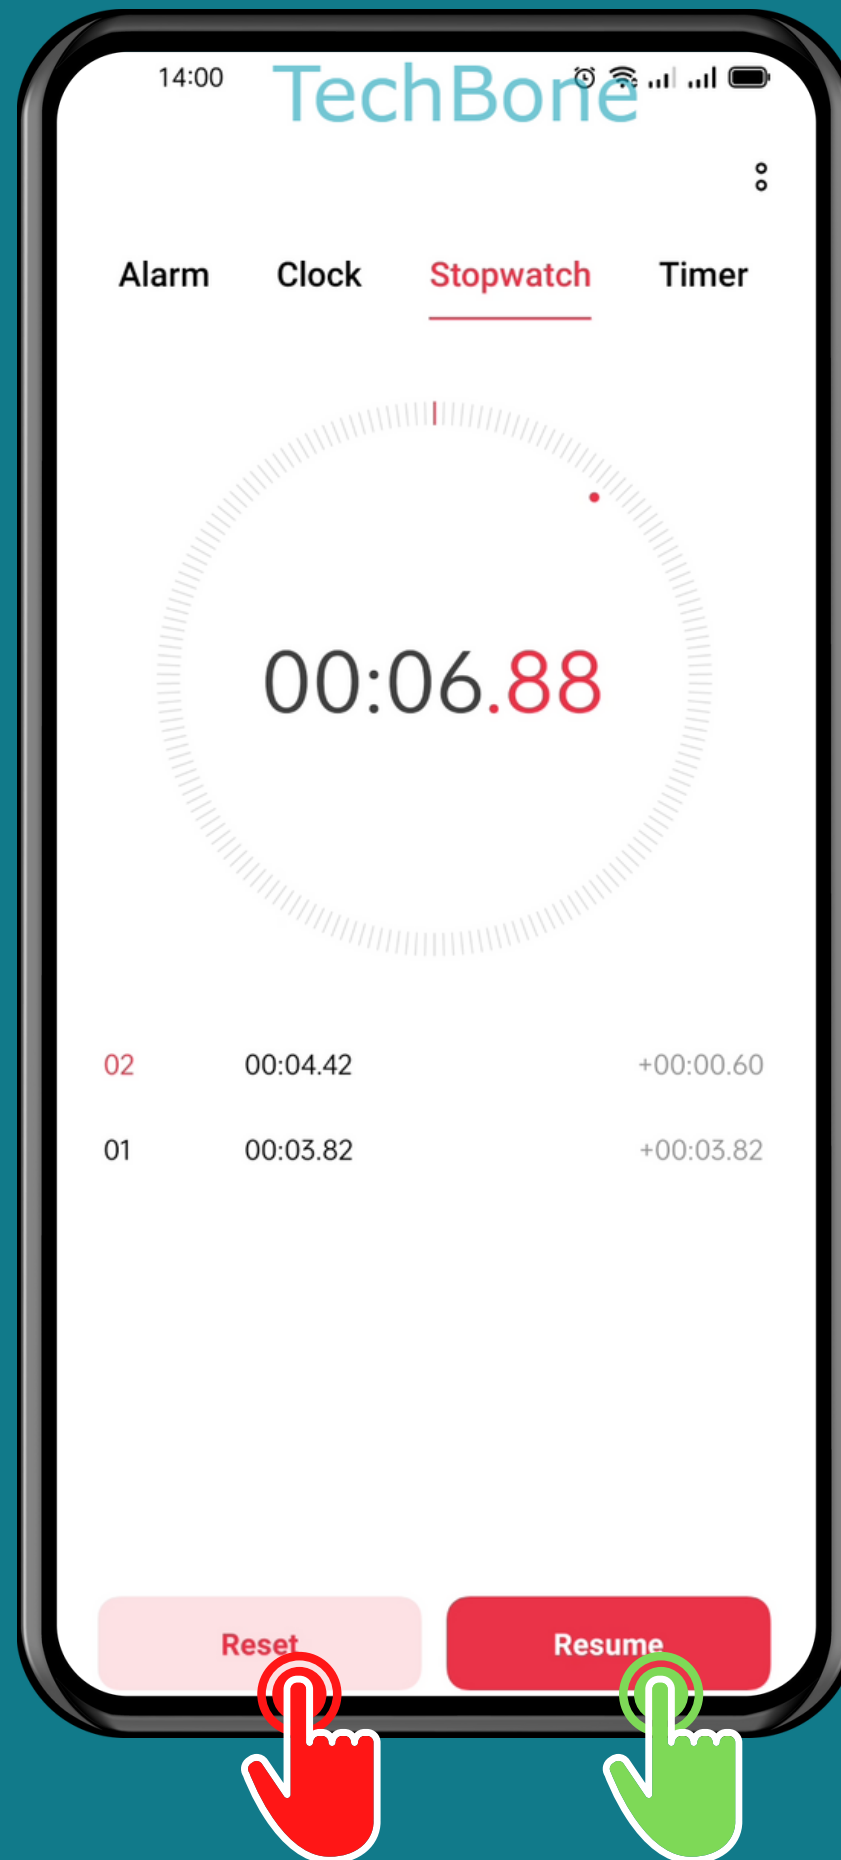 14:00 TechBone
Alarm Clock Stopwatch Timer
00:06.88
02 00:04.42 +00:00.60
01 00:03.82 +00:03.82
Reset Resume